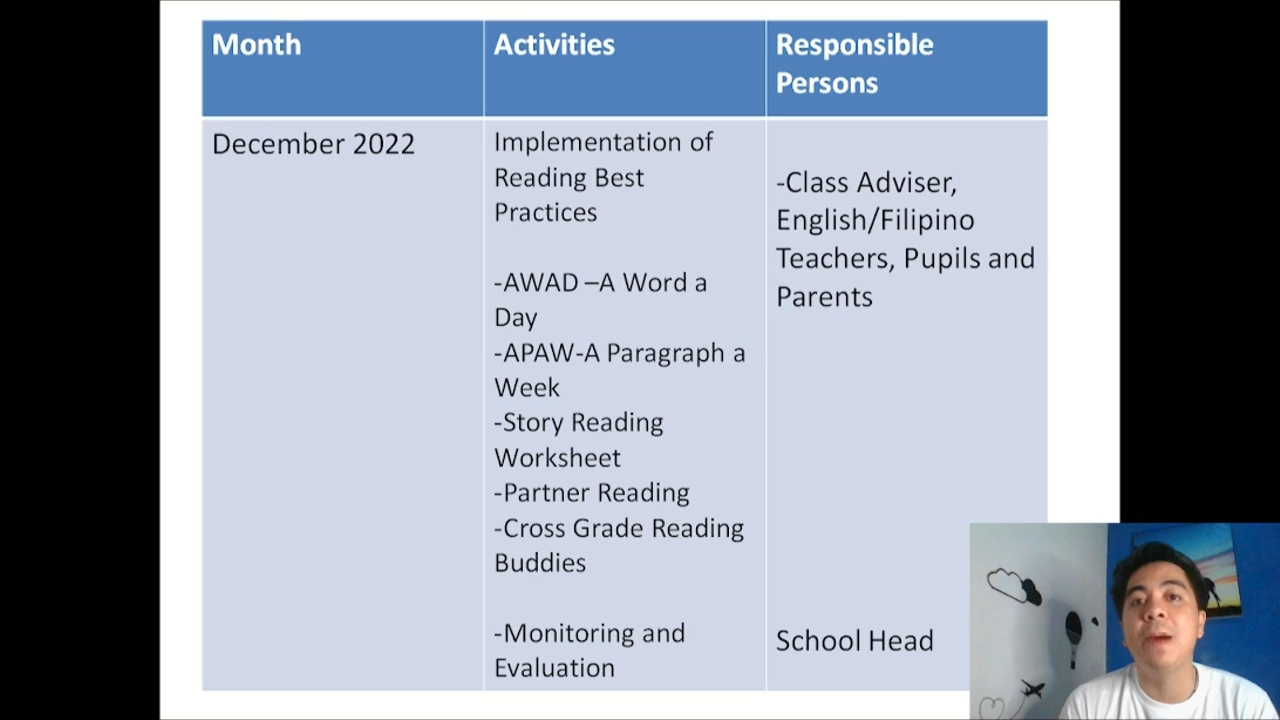 Month
Activities
Responsible
Persons
December 2022
Implementation of
Reading Best
Practices
-AWAD –A Word a
Day
-APAW-A Paragraph a
Week
-Story Reading
Worksheet
-Partner Reading
-Cross Grade Reading
Buddies
-Monitoring and
Evaluation
-Class Adviser,
English/Filipino
Teachers, Pupils and
Parents
School Head